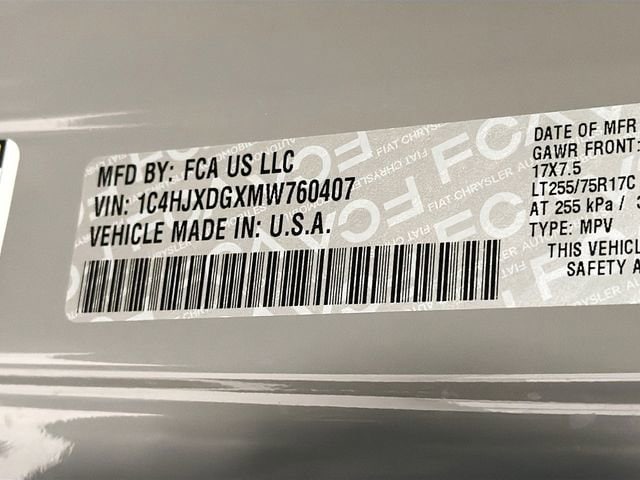 MFD BY: FCA US LLC
VIN: 1C4HJXDGXMW760407
VEHICLE MADE IN: U.S.A.
DATE OF MFR
GAWR FRONT:
17X7.5
LT255/75R17C
AT 255 kPa /
TYPE: MPV
THIS VEHICL
SAFETY A